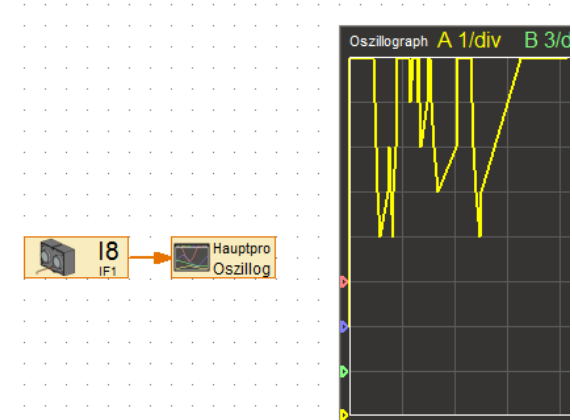 Oszillograph A 1/div B 3/d
I8
IF1
Hauptpro
Oszillog